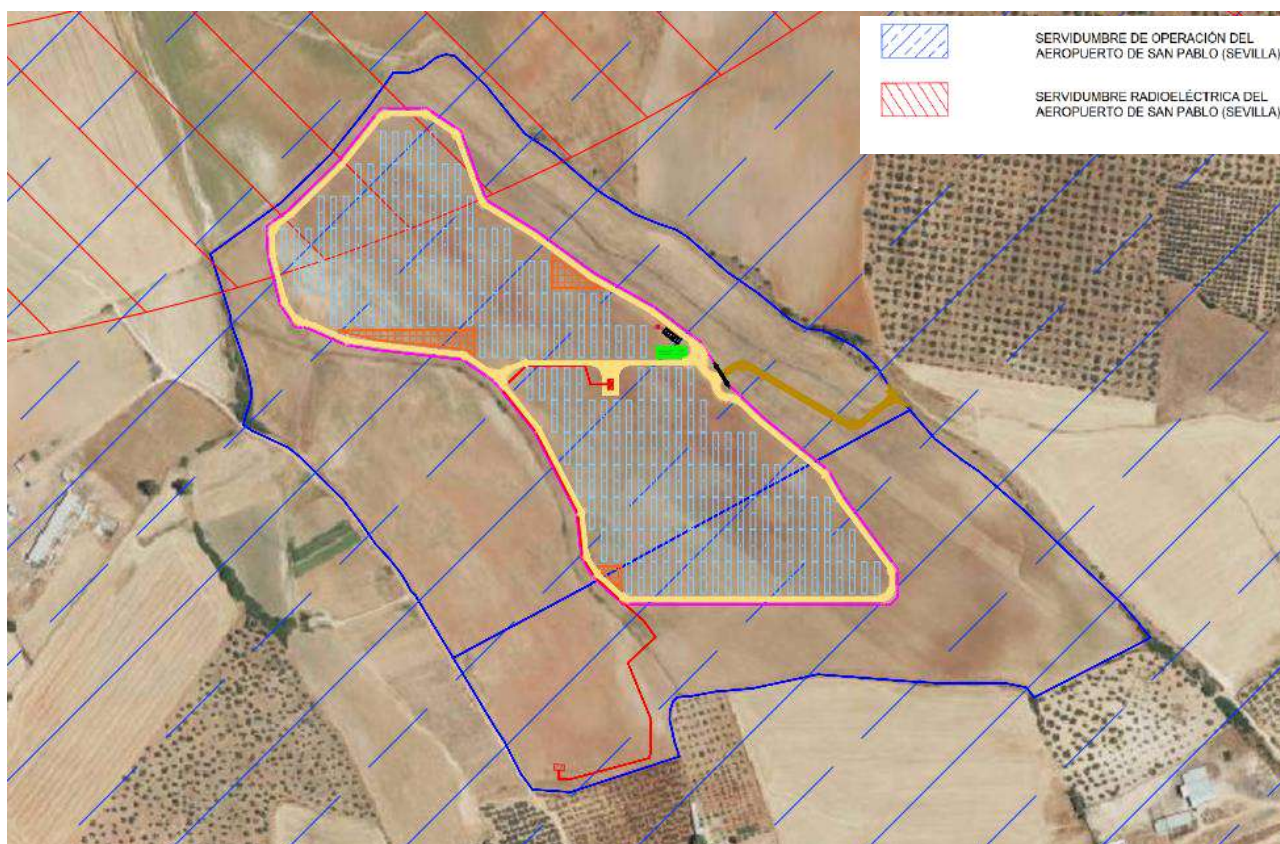 SERVIDUMBRE DE OPERACIÓN DEL
AEROPUERTO DE SAN PABLO (SEVILLA)
SERVIDUMBRE RADIOELÉCTRICA DEL
AEROPUERTO DE SAN PABLO (SEVILLA)